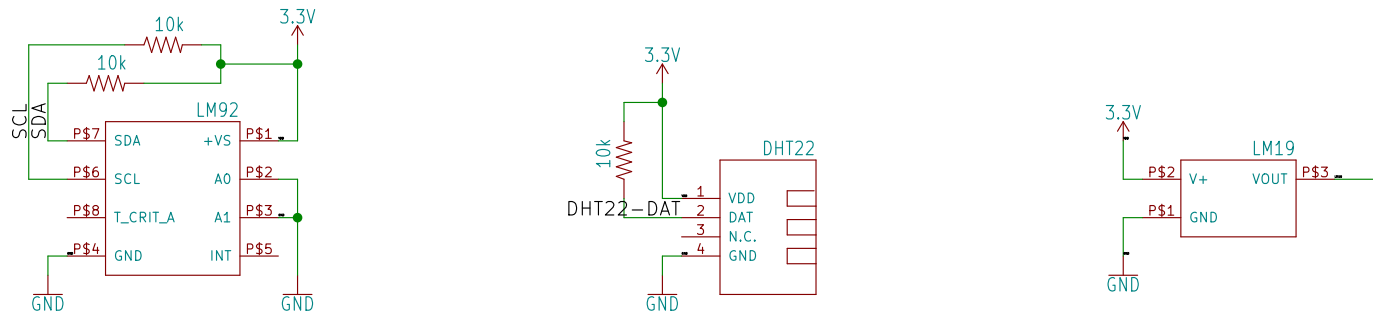 10k
3.3V
10k
SCL
SDA
LM92
P$7 SDA +VS P$1
P$6 SCL A0 P$2
P$8 T_CRIT_A A1 P$3
P$4 GND INT P$5
GND
GND
3.3V
10k
DHT22
DHT22-DAT
1 VDD
2 DAT
3 N.C.
4 GND
GND
3.3V
LM19
P$2 V+ VOUT P$3
P$1 GND
GND